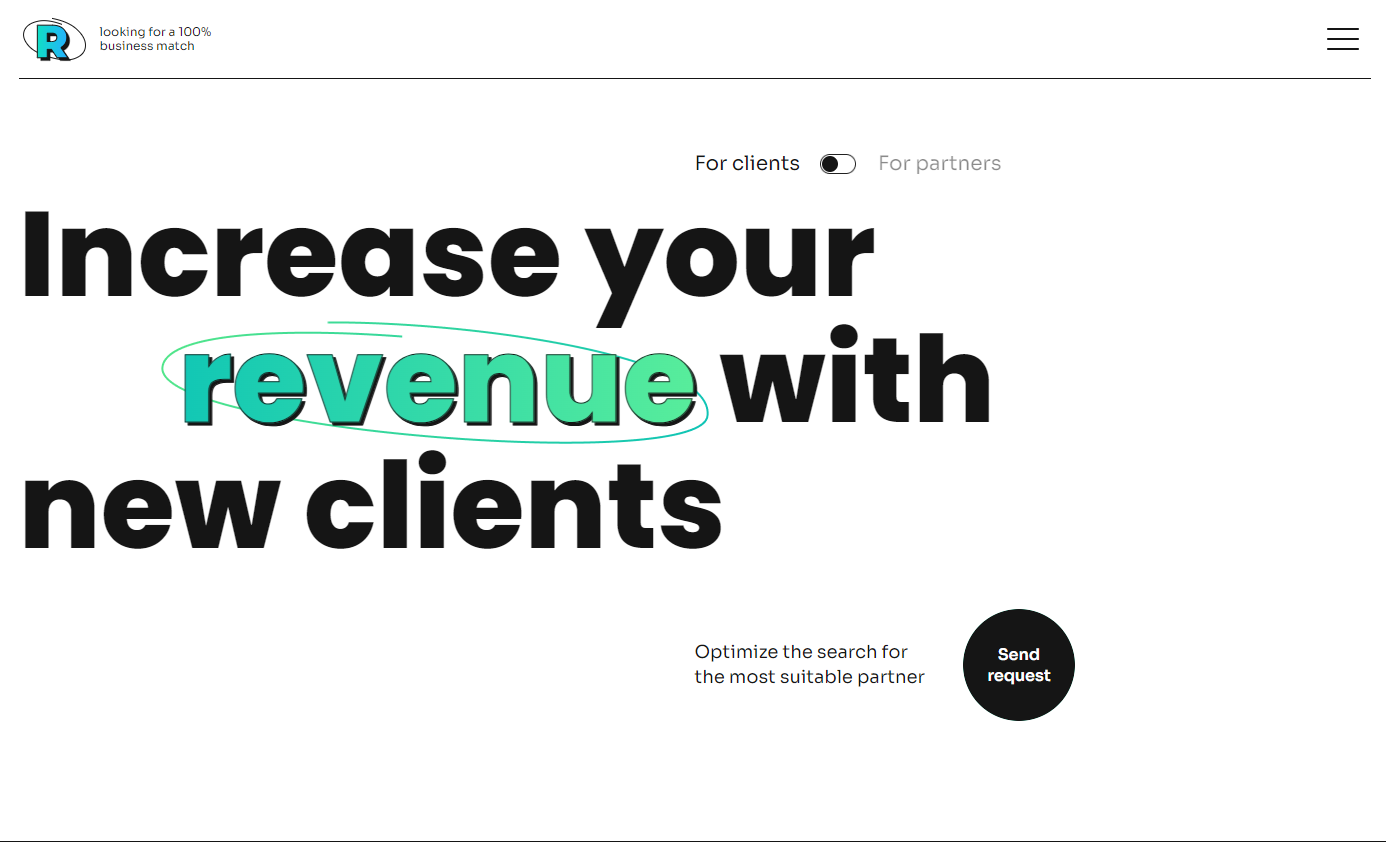 R
looking for a 100%
business match
For clients
For partners
Increase your
revenue with
new clients
Optimize the search for
the most suitable partner
Send
request